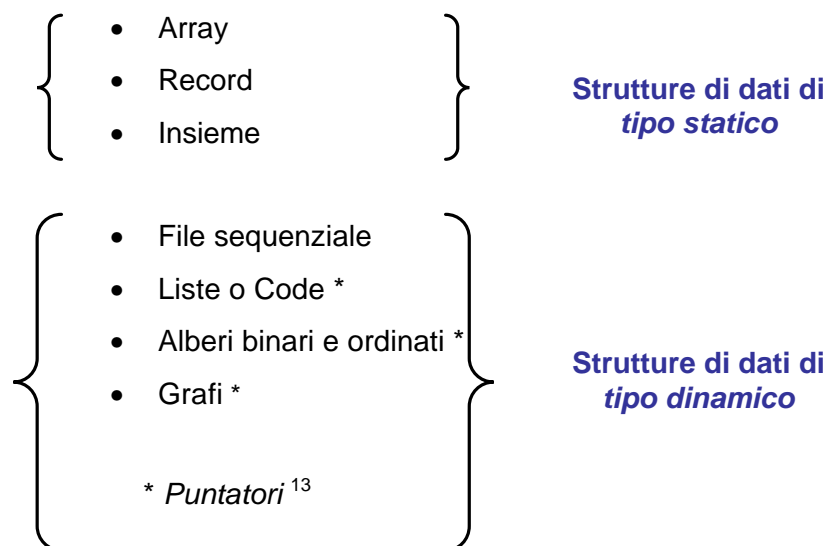 • Array
• Record
• Insieme
Strutture di dati di
tipo statico
• File sequenziale
• Liste o Code *
• Alberi binari e ordinati *
• Grafi *
* Puntatori 13
Strutture di dati di
tipo dinamico